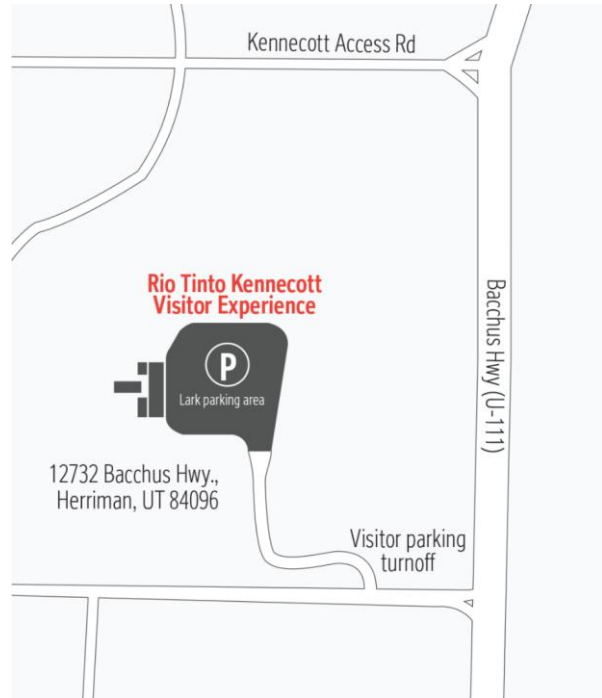 Kennecott Access Rd
Rio Tinto Kennecott
Visitor Experience
P
Lark parking area
Bacchus Hwy (U-111)
12732 Bacchus Hwy.,
Herriman, UT 84096
Visitor parking
turnoff